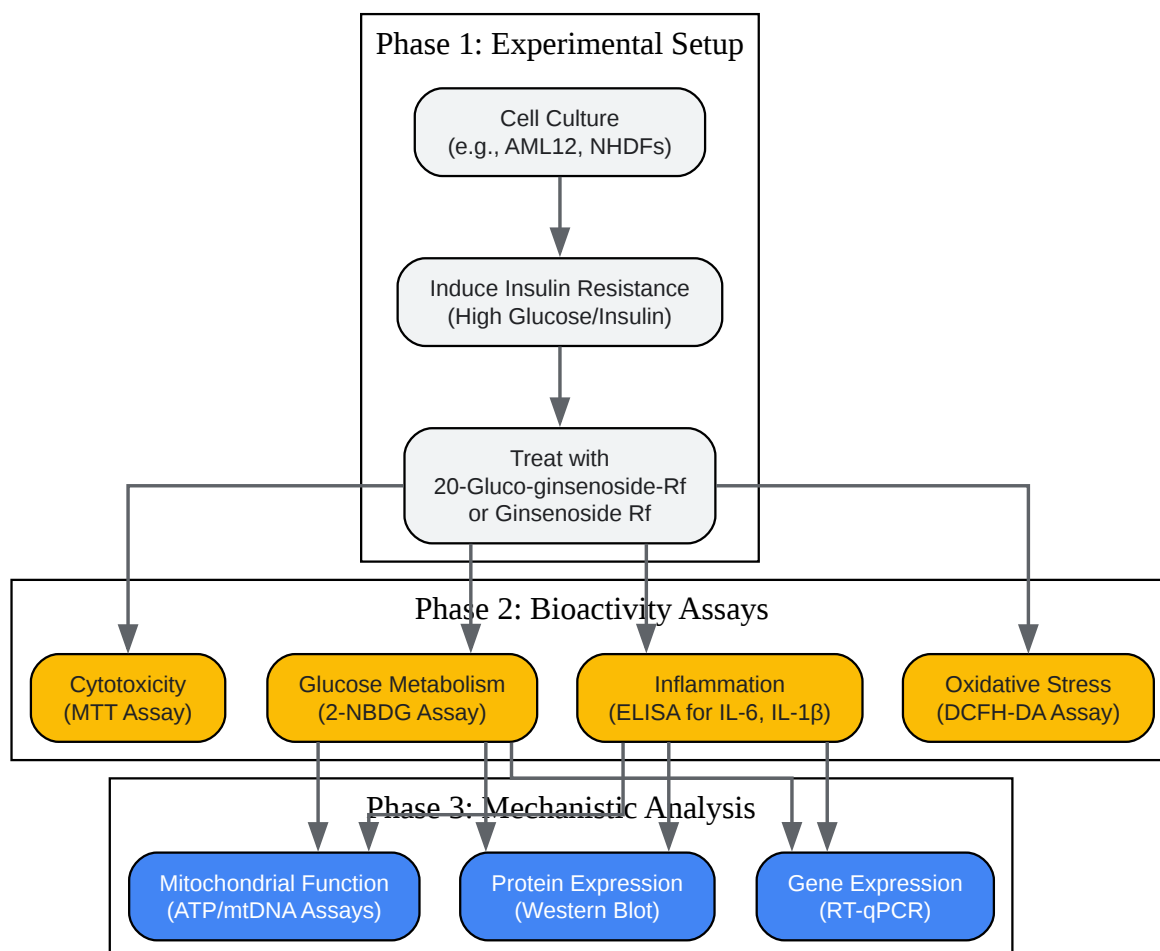 Phase 1: Experimental Setup
Cell Culture
(e.g., AML12, NHDFs)
Induce Insulin Resistance
(High Glucose/Insulin)
Treat with
20-Gluco-ginsenoside-Rf
or Ginsenoside Rf
Phase 2: Bioactivity Assays
Cytotoxicity
(MTT Assay)
Glucose Metabolism
(2-NBDG Assay)
Inflammation
(ELISA for IL-6, IL-1β)
Oxidative Stress
(DCFH-DA Assay)
Phase 3: Mechanistic Analysis
Mitochondrial Function
(ATP/mtDNA Assays)
Protein Expression
(Western Blot)
Gene Expression
(RT-qPCR)